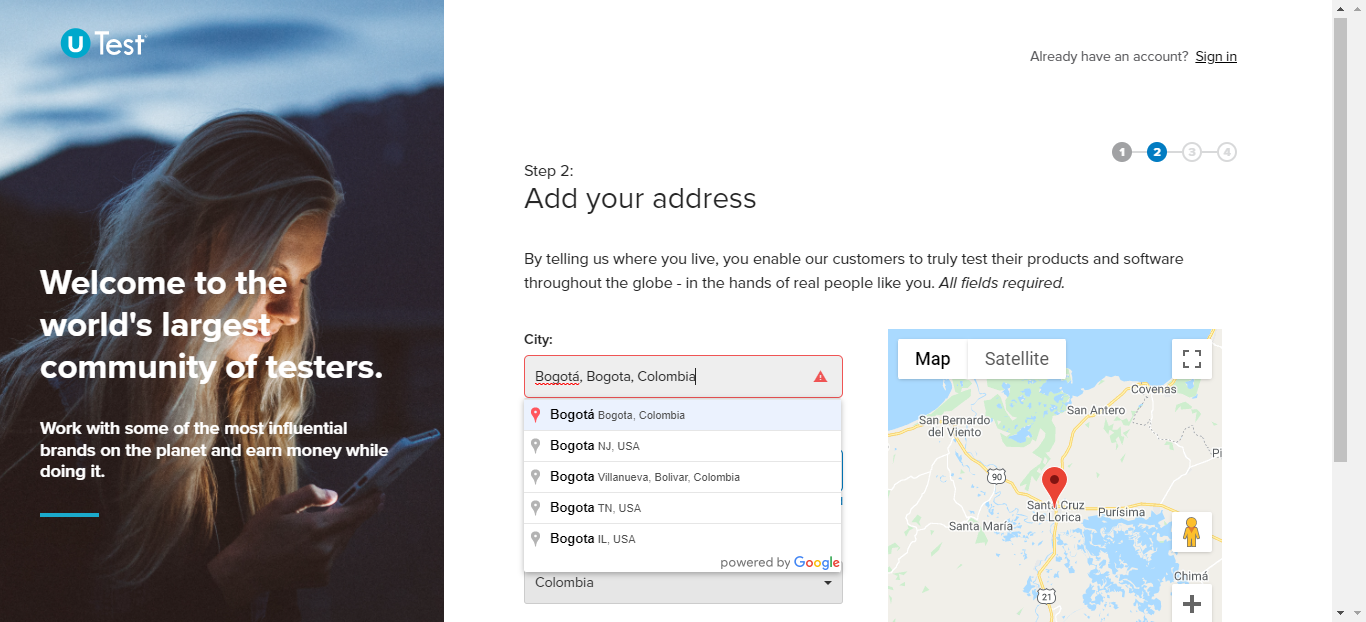 U Test
Already have an account? Sign in
1 2 3 4
Step 2:
Add your address
By telling us where you live, you enable our customers to truly test their products and software
throughout the globe - in the hands of real people like you. All fields required.
Welcome to the
world's largest
community of testers.
Work with some of the most influential
brands on the planet and earn money while
doing it.
City:
Bogotá, Bogota, Colombia
Bogotá Bogota, Colombia
Bogota NJ, USA
Bogota Villanueva, Bolivar, Colombia
Bogota TN, USA
Bogota IL, USA
powered by Google
Colombia
Map Satellite
Covenas
San Antero
San Bernardo
del Viento
90
Santa Cruz
de Lorica
Purísima
Santa María
Chimá
21